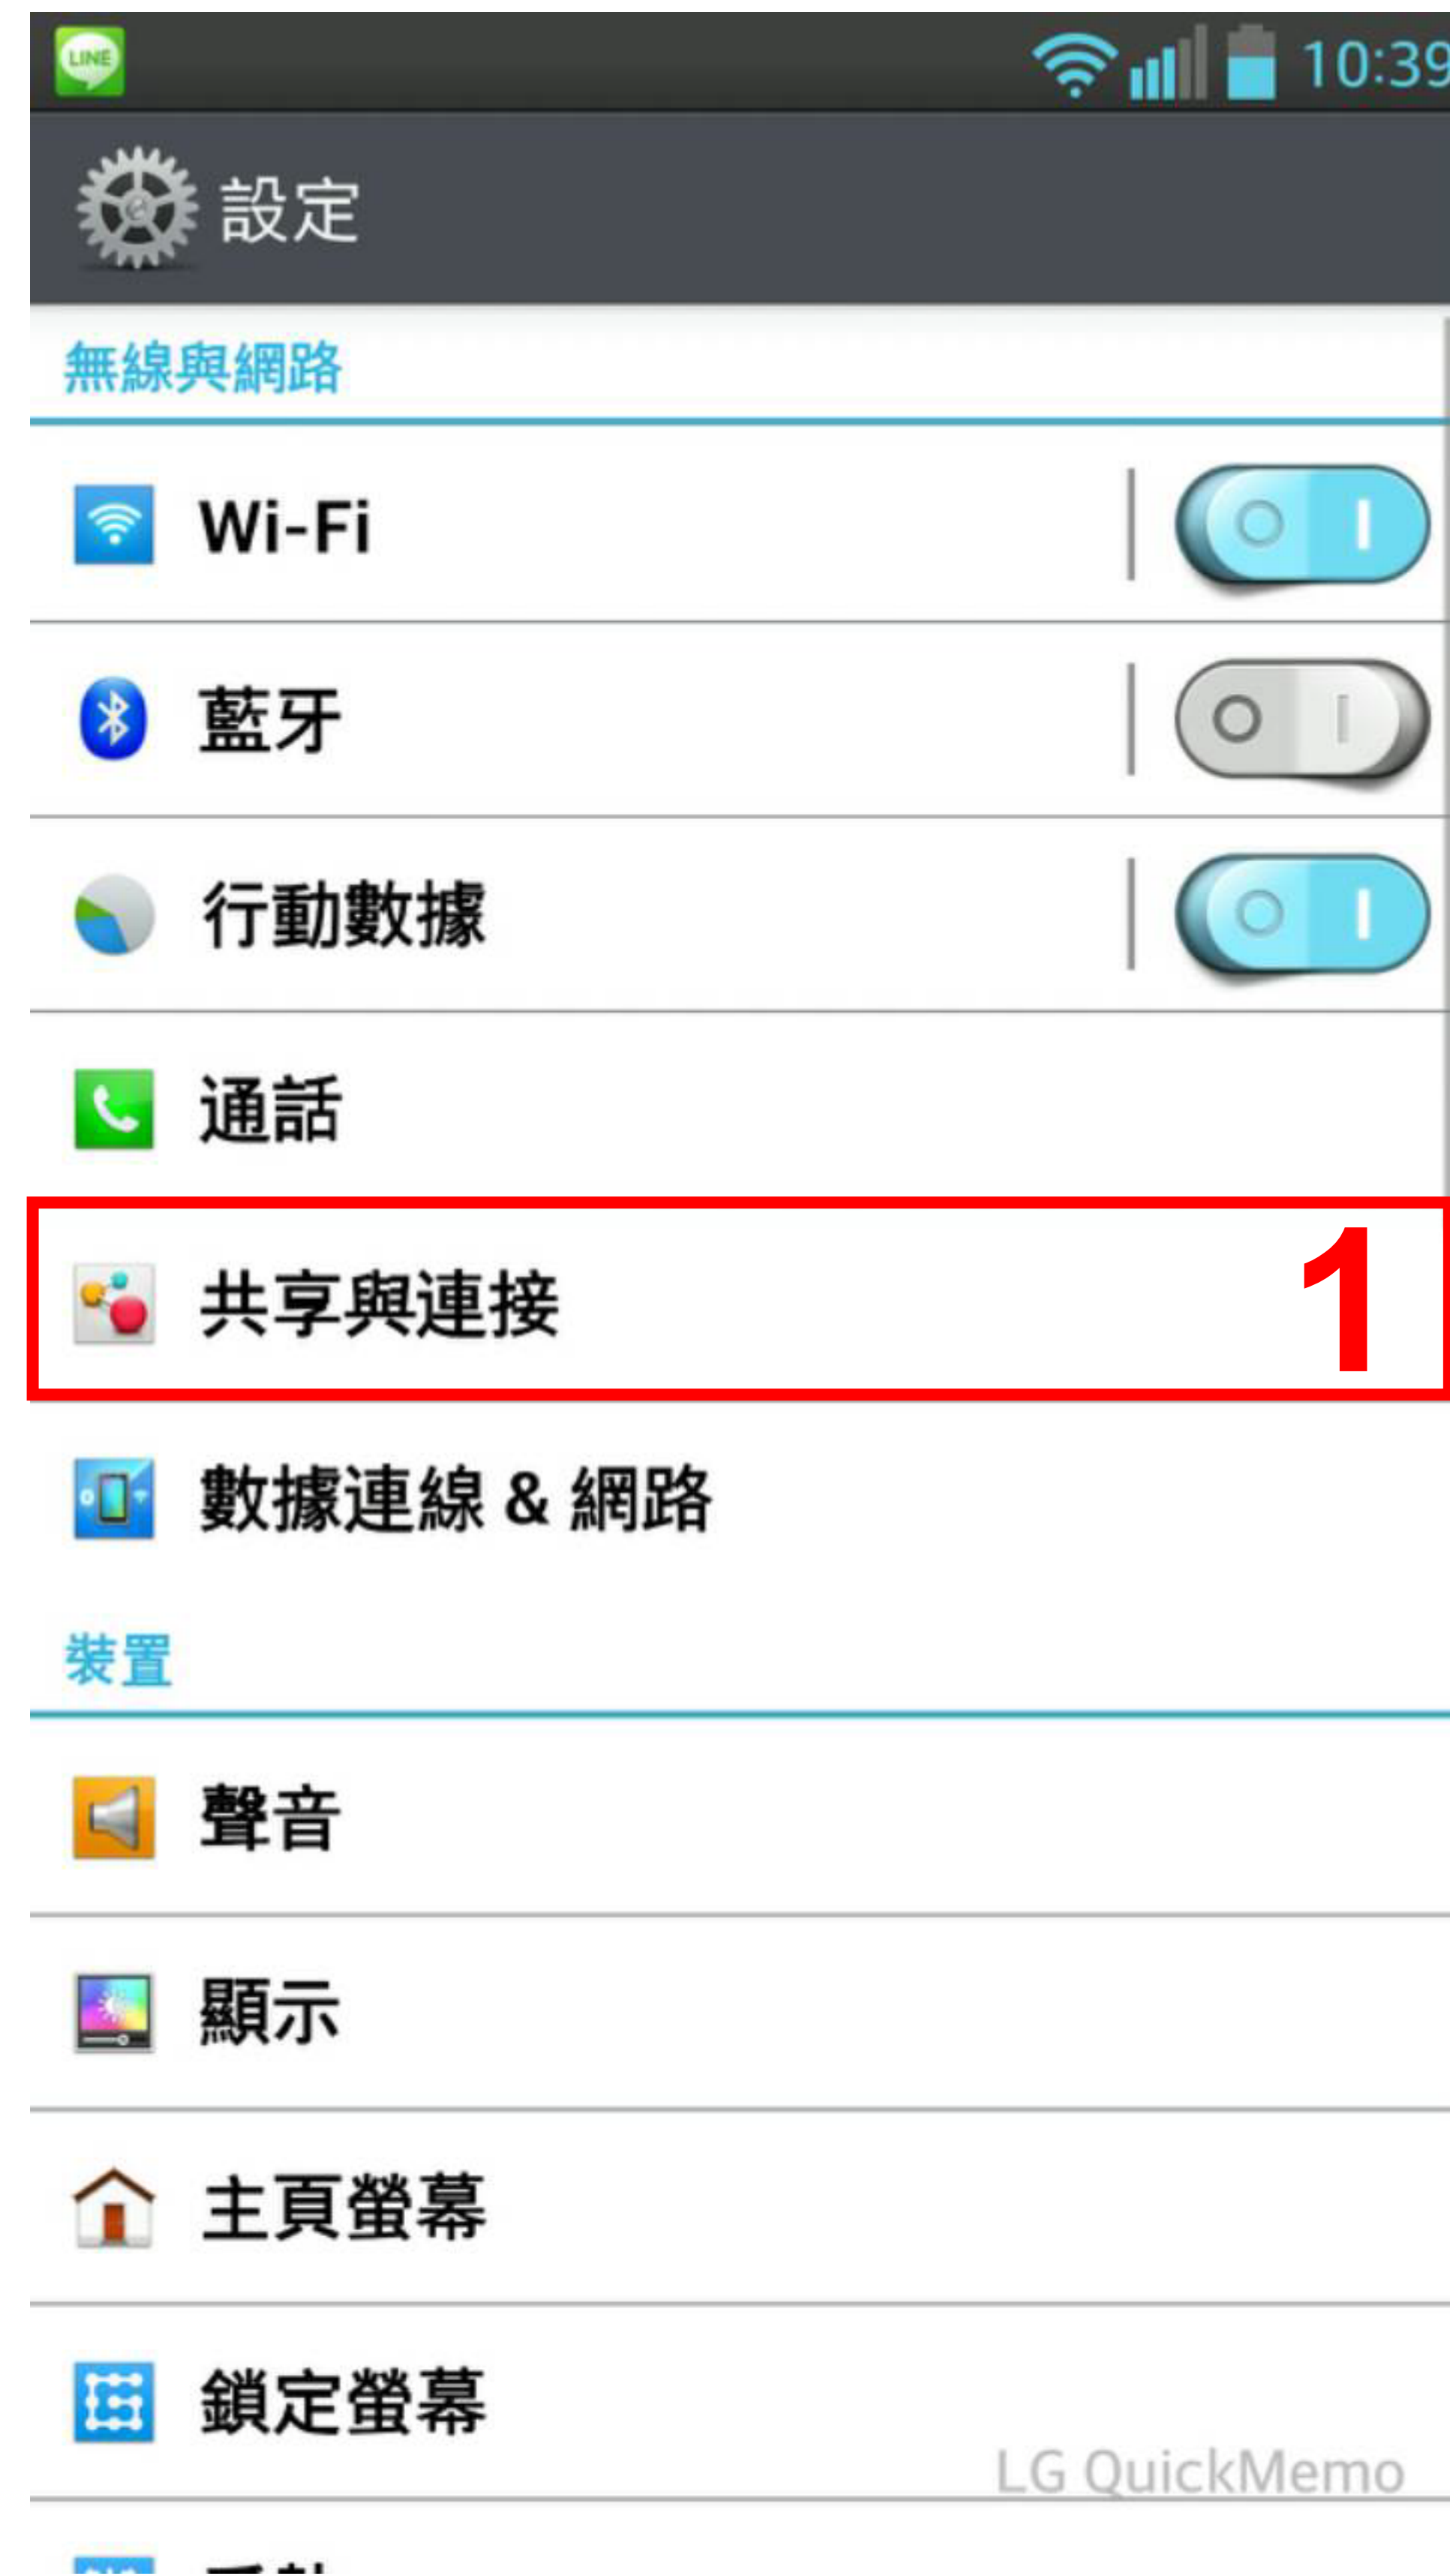 LINE
10:39
設定
無線與網路
Wi-Fi
藍牙
行動數據
通話
共享與連接
1
數據連線 & 網路
裝置
聲音
顯示
主頁螢幕
鎖定螢幕
LG QuickMemo